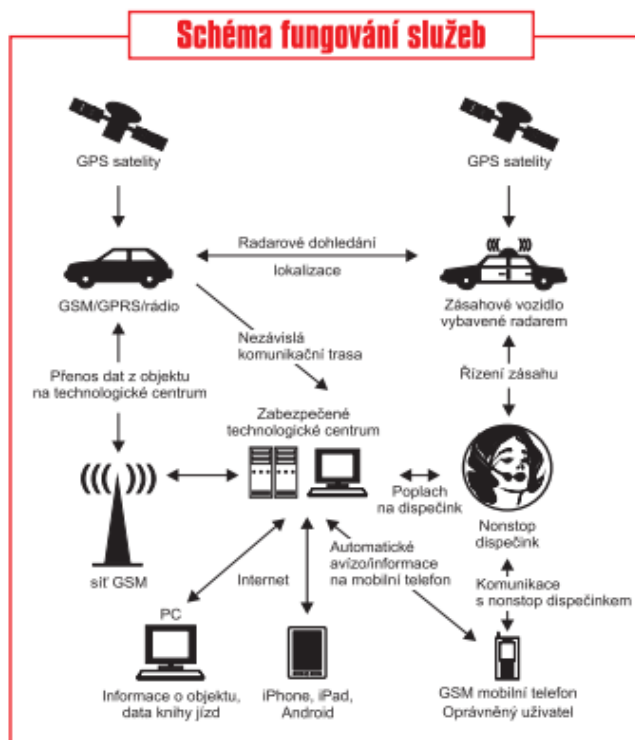 Schéma fungování služeb
GPS satelity
GPS satelity
Radarové dohledání
lokalizace
GSM/GPRS/rádio
Zásahové vozidlo
vybavené radarem
Nezávislá
komunikační trasa
Přenos dat z objektu
na technologické centrum
Řízení zásahu
Zabezpečené
technologické centrum
Poplach
na dispečink
Nonstop
dispečink
síť GSM
Internet
Automatické
avízo/informace
na mobilní telefon
Komunikace
s nonstop dispečinkem
PC
Informace o objektu,
data knihy jízd
iPhone, iPad,
Android
GSM mobilní telefon
Oprávněný uživatel